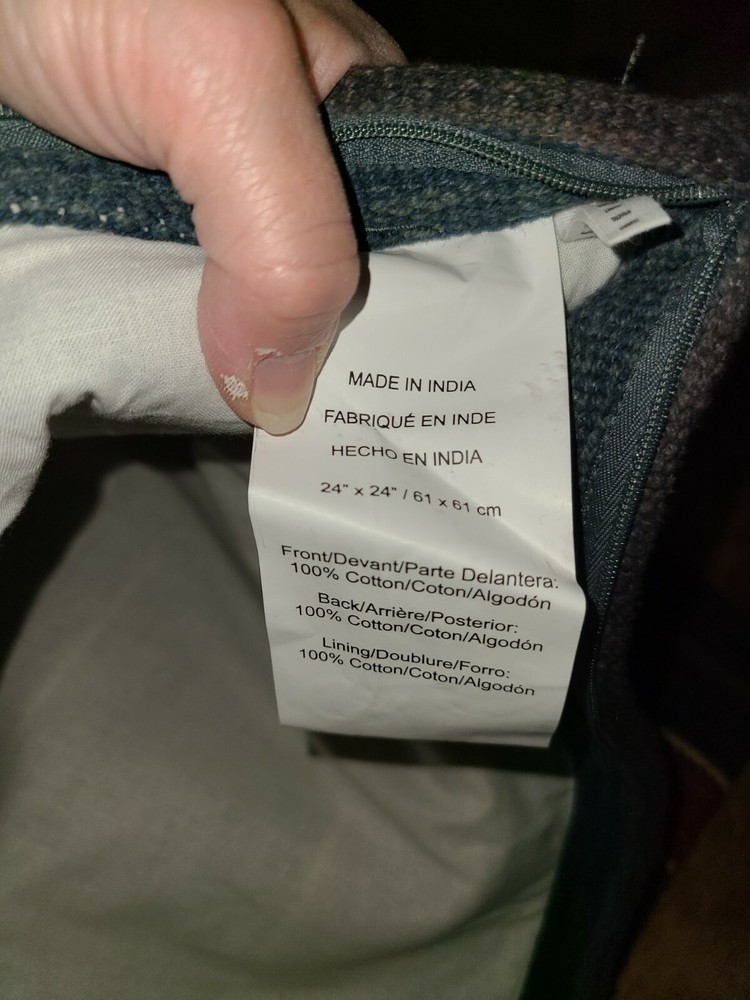 MADE IN INDIA
FABRIQUÉ EN INDE
HECHO EN INDIA
24" x 24" / 61 x 61 cm
Front/Devant/Parte Delantera:
100% Cotton/Coton/Algodón
Back/Arrière/Posterior:
100% Cotton/Coton/Algodón
Lining/Doublure/Forro:
100% Cotton/Coton/Algodón